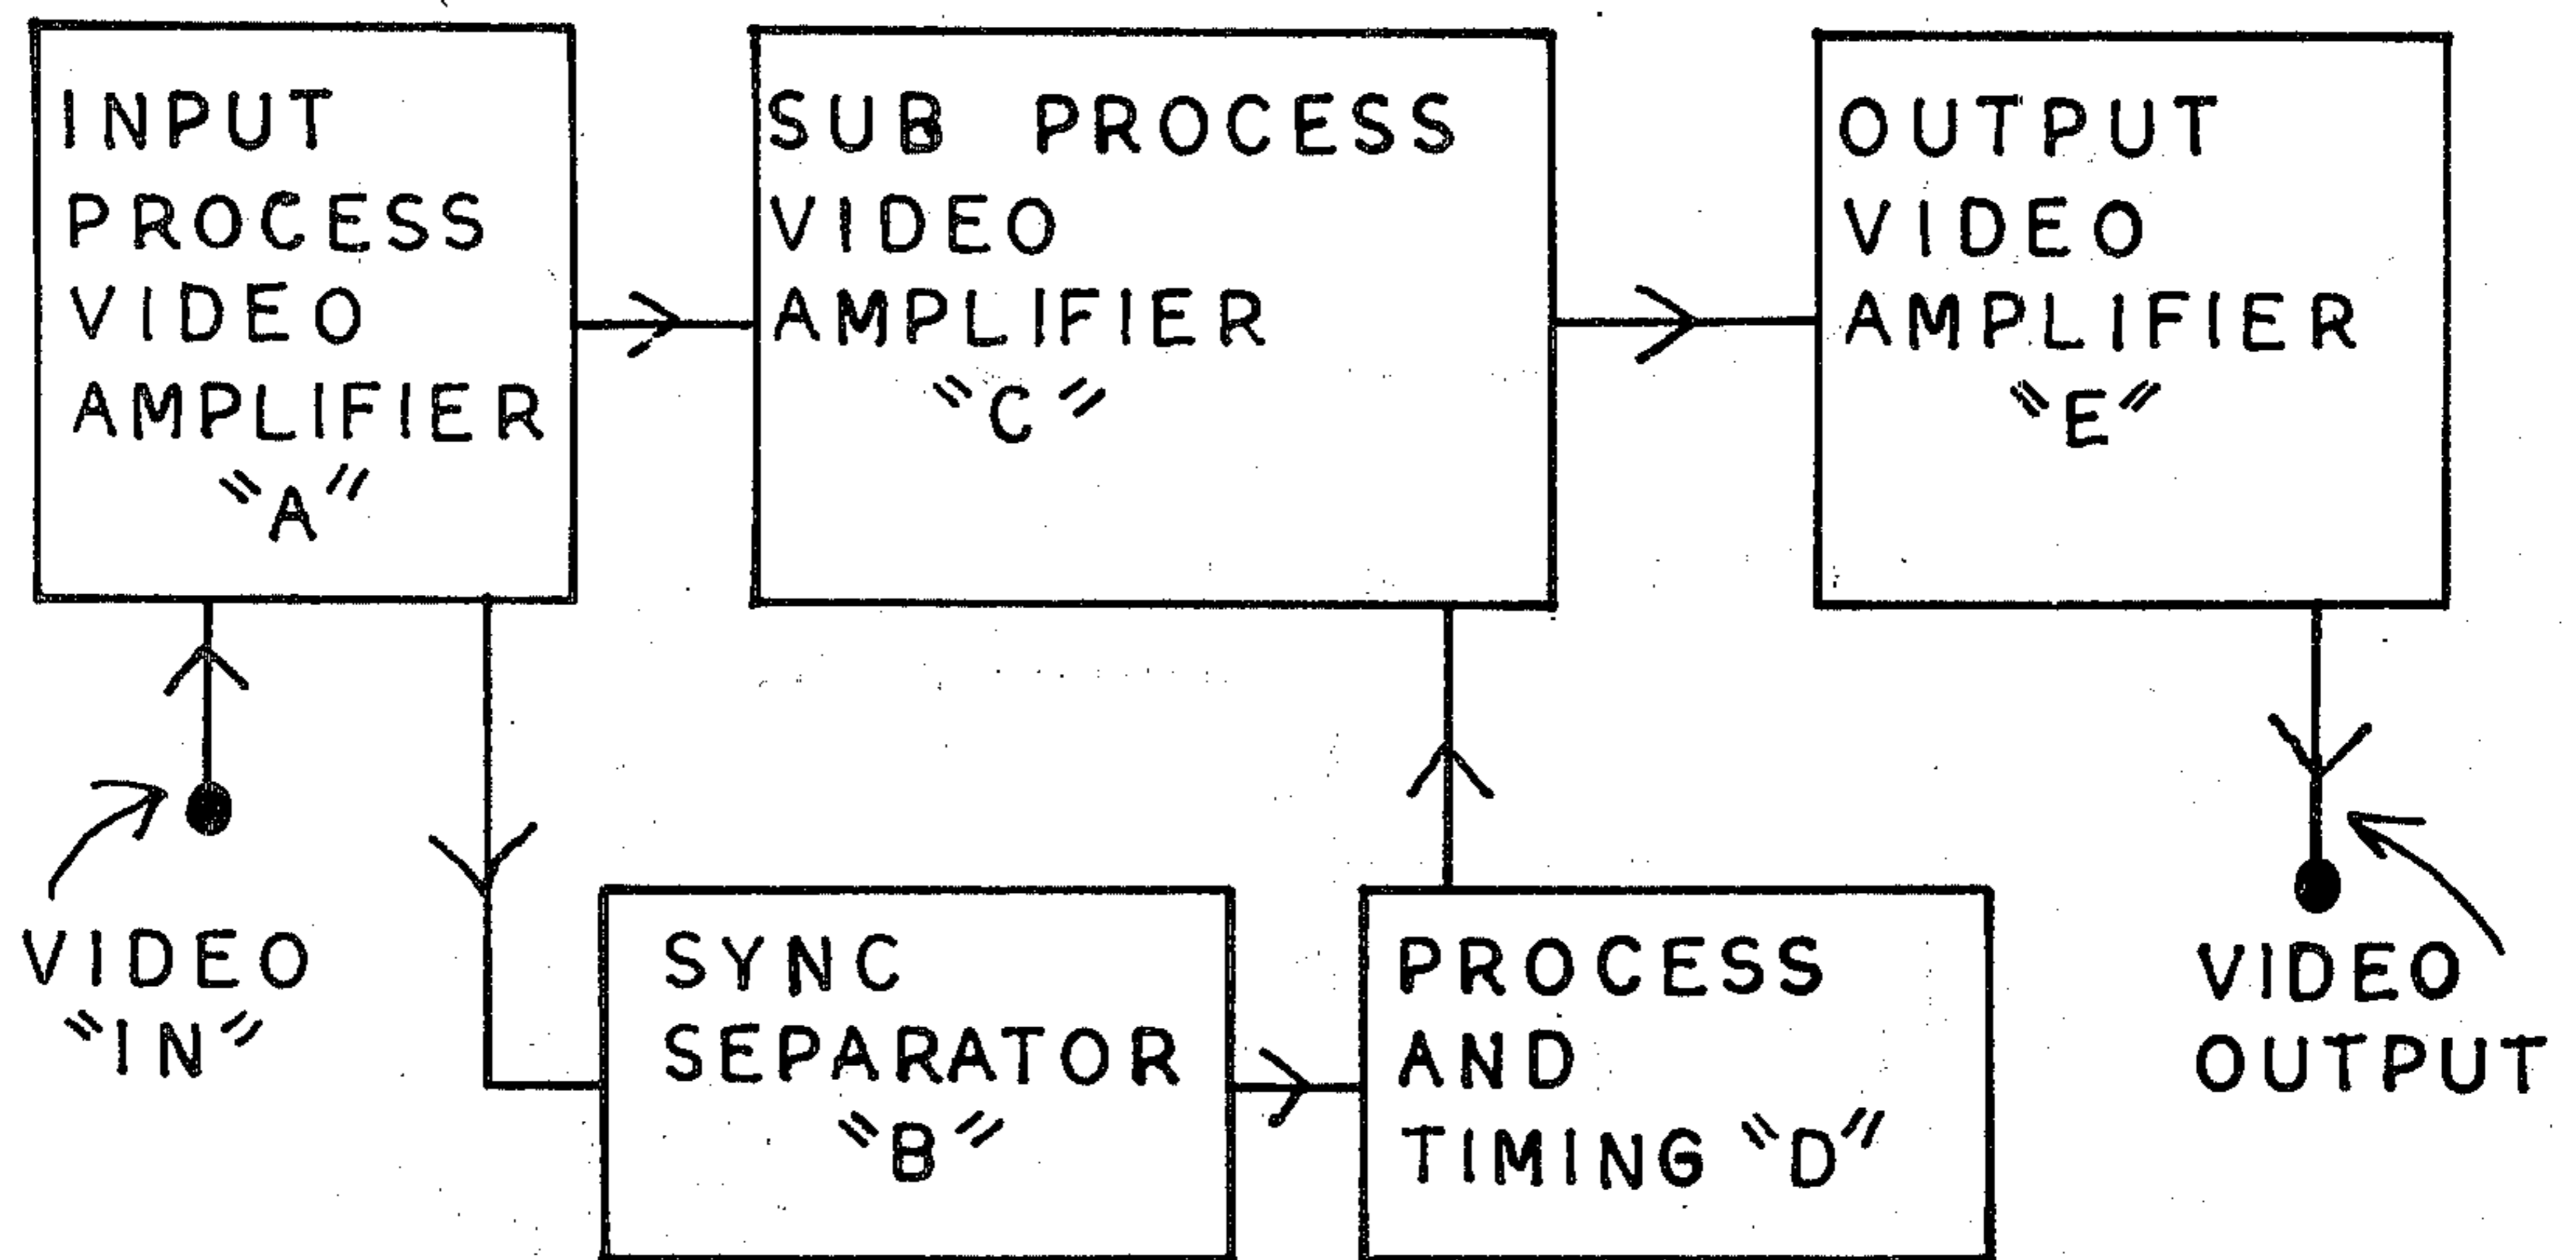 INPUT
PROCESS
VIDEO
AMPLIFIER
"A"
SUB PROCESS
VIDEO
AMPLIFIER
"C"
OUTPUT
VIDEO
AMPLIFIER
"E"
VIDEO
"IN"
SYNC
SEPARATOR
"B"
PROCESS
AND
TIMING "D"
VIDEO
OUTPUT